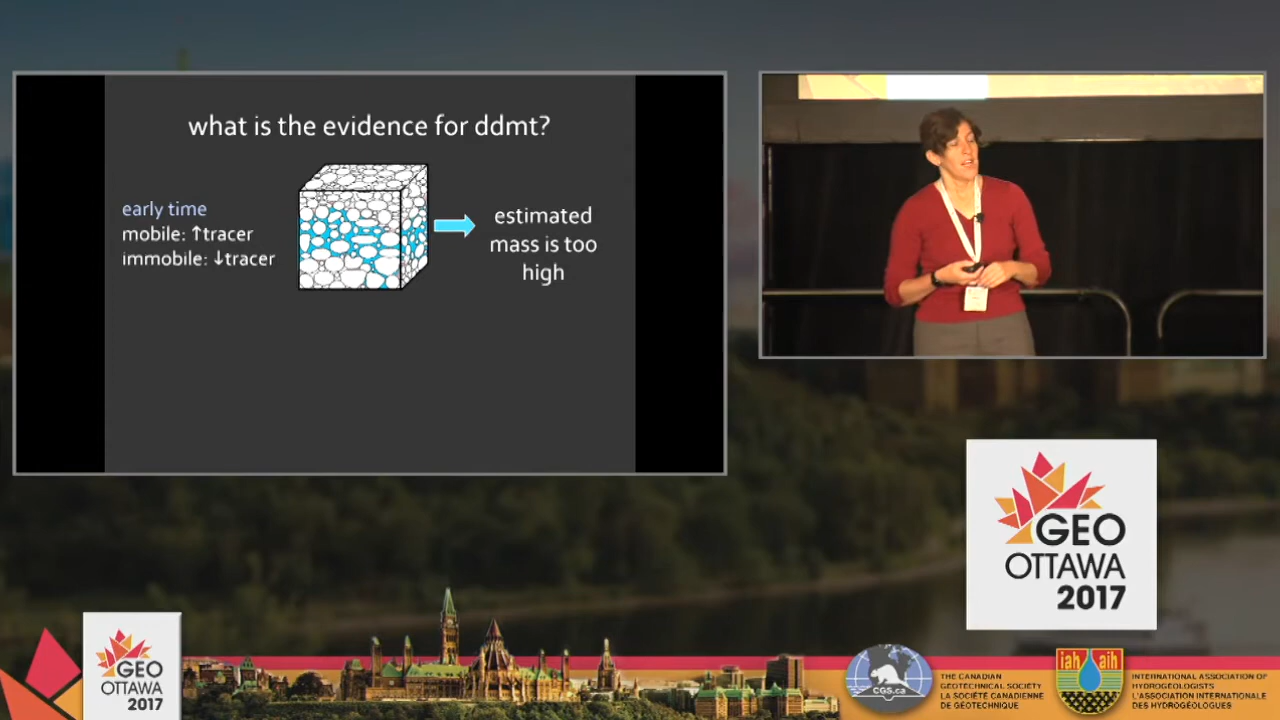 what is the evidence for ddmt?
early time
mobile: ↑tracer
immobile: ↓tracer
estimated
mass is too
high
GEO
OTTAWA
2017
GEO
OTTAWA
2017
CGS.ca
THE CANADIAN
GEOTECHNICAL SOCIETY
LA SOCIÉTÉ CANADIENNE
DE GÉOTECHNIQUE
iah aih
INTERNATIONAL ASSOCIATION OF
HYDROGEOLOGISTS
L'ASSOCIATION INTERNATIONALE
DES HYDROGÉOLOGUES